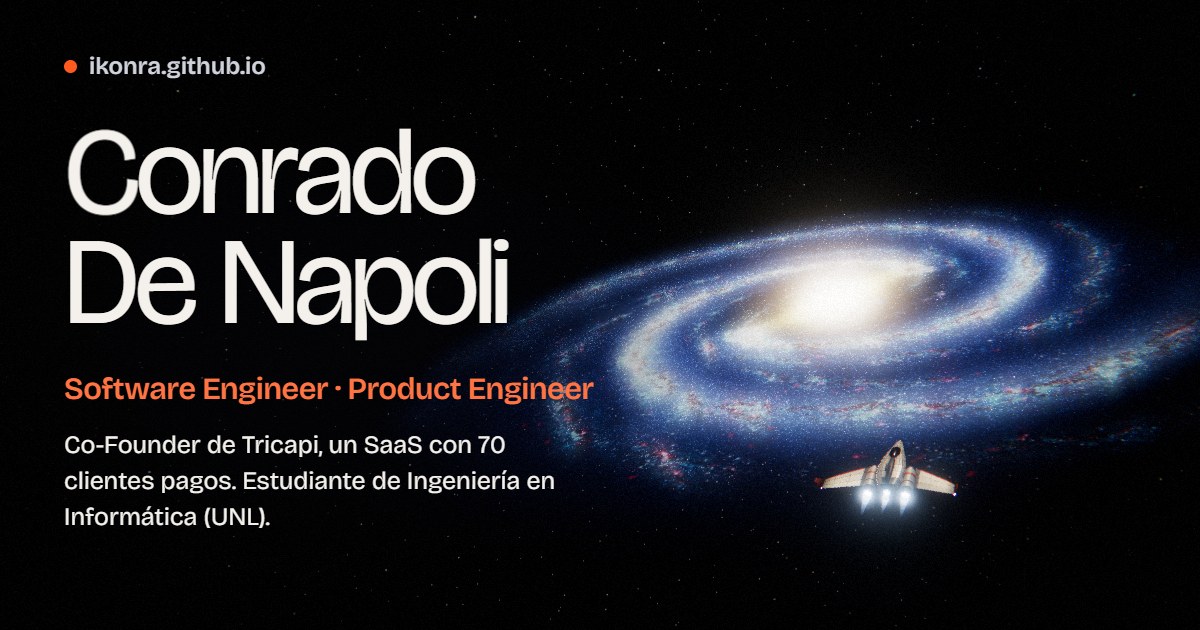 ikonra.github.io
Conrado
De Napoli
Software Engineer · Product Engineer
Co-Founder de Tricapi, un SaaS con 70
clientes pagos. Estudiante de Ingeniería en
Informática (UNL).